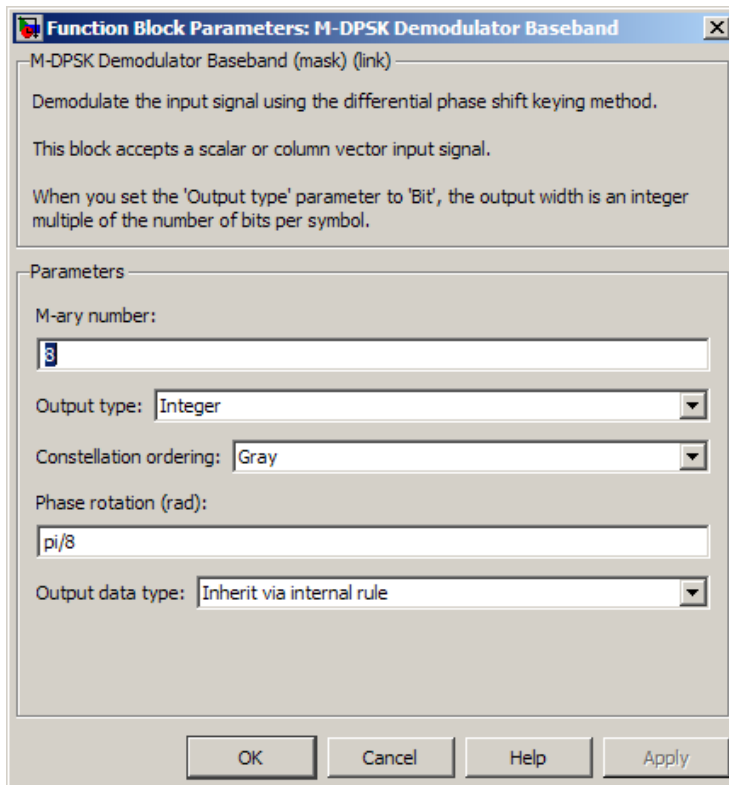 Function Block Parameters: M-DPSK Demodulator Baseband
M-DPSK Demodulator Baseband (mask) (link)
Demodulate the input signal using the differential phase shift keying method.
This block accepts a scalar or column vector input signal.
When you set the 'Output type' parameter to 'Bit', the output width is an integer
multiple of the number of bits per symbol.
Parameters
M-ary number:
8
Output type: Integer
Constellation ordering: Gray
Phase rotation (rad):
pi/8
Output data type: Inherit via internal rule
OK Cancel Help Apply